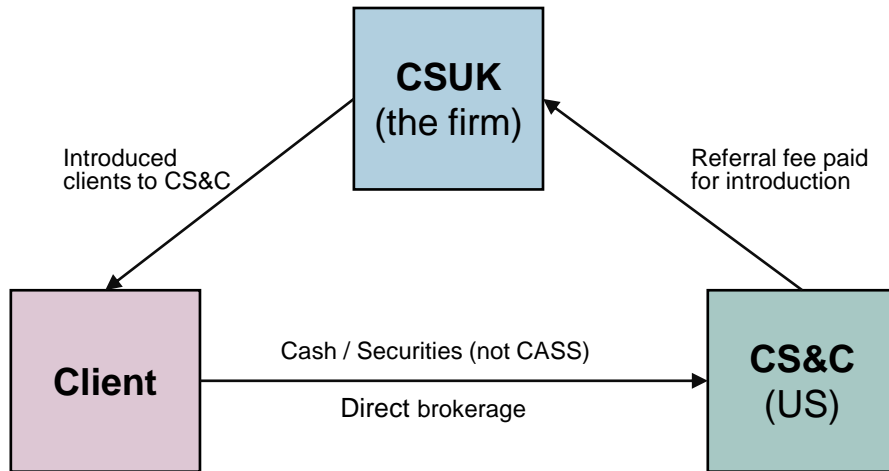 CSUK
(the firm)
Introduced
clients to CS&C
Referral fee paid
for introduction
Client
Cash / Securities (not CASS)
Direct brokerage
CS&C
(US)